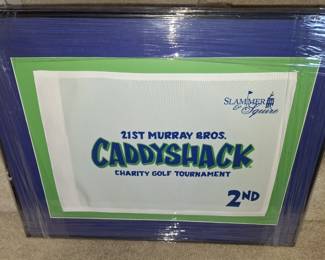 SLAMMER
& Squire
21ST MURRAY BROS.
CADDYSHACK
CHARITY GOLF TOURNAMENT
2ND